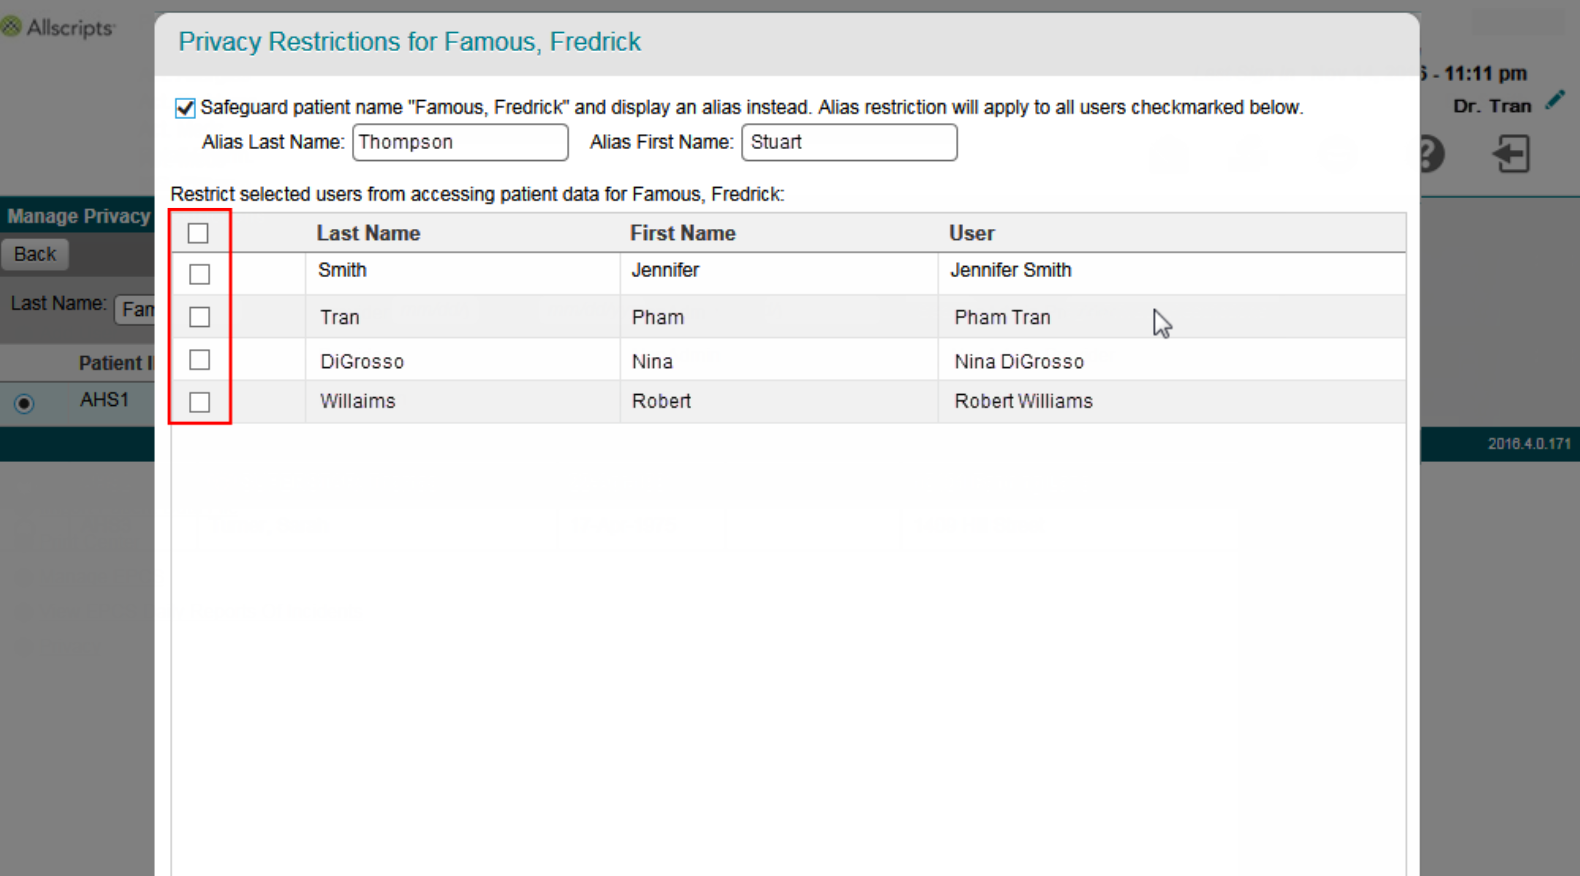 Allscripts
Privacy Restrictions for Famous, Fredrick
- 11:11 pm
Dr. Tran
Safeguard patient name "Famous, Fredrick" and display an alias instead. Alias restriction will apply to all users checkmarked below.
Alias Last Name: Thompson Alias First Name: Stuart
Restrict selected users from accessing patient data for Famous, Fredrick:
Manage Privacy
Back
Last Name: Fam
Patient I
AHS1
Last Name First Name User
Smith Jennifer Jennifer Smith
Tran Pham Pham Tran
DiGrosso Nina Nina DiGrosso
Willaims Robert Robert Williams
2016.4.0.171